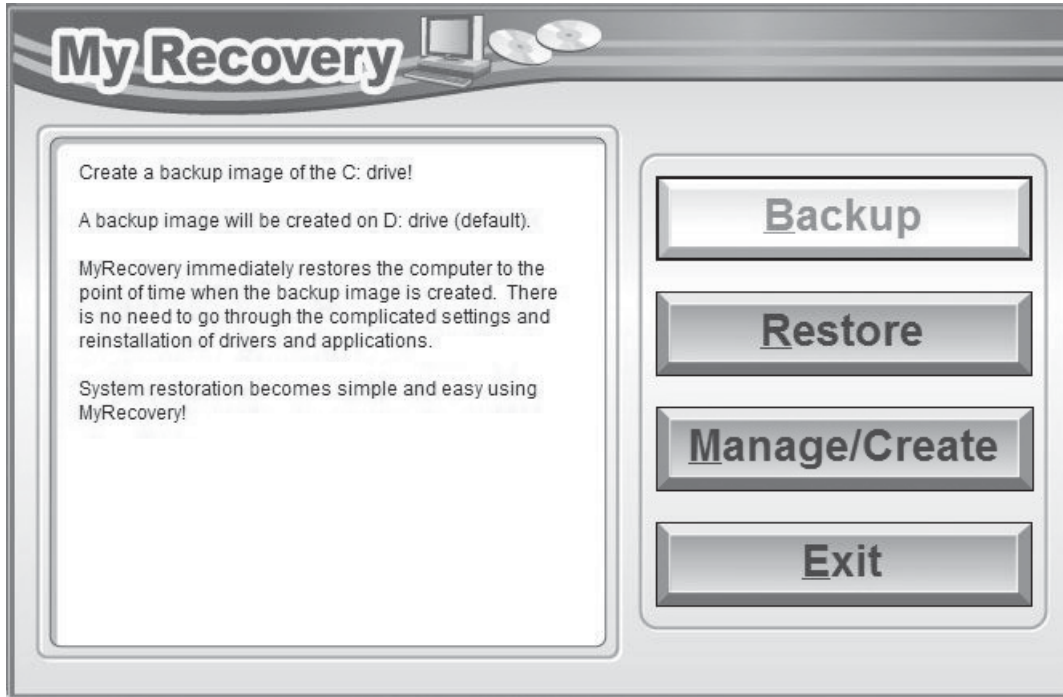 My Recovery
Create a backup image of the C: drive!
A backup image will be created on D: drive (default).
MyRecovery immediately restores the computer to the
point of time when the backup image is created.  There
is no need to go through the complicated settings and
reinstallation of drivers and applications.
System restoration becomes simple and easy using
MyRecovery!
Backup
Restore
Manage/Create
Exit